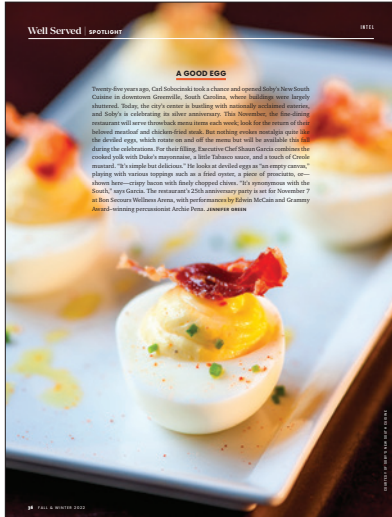 Well Served | SPOTLIGHT
INTEL
A GOOD EGG
Twenty-five years ago, Carl Sobocinski took a chance and opened Soby's New South
Cuisine in downtown Greenville, South Carolina, where buildings were largely
shuttered. Today, the city's center is bustling with nationally acclaimed eateries,
and Soby's is celebrating its silver anniversary. This November, the fine-dining
restaurant will serve throwback menu items each week; look for the return of their
beloved meatloaf and chicken-fried steak. But nothing evokes nostalgia quite like
the deviled eggs, which rotate on and off the menu but will be available this fall
during the celebrations. For their filling, Executive Chef Shaun Garcia combines the
cooked yolk with Duke's mayonnaise, a little Tabasco sauce, and a touch of Creole
mustard. "It's simple but delicious." He looks at deviled eggs as "an empty canvas,"
playing with various toppings such as a fried oyster, a piece of prosciutto, or—
shown here—crispy bacon with finely chopped chives. "It's synonymous with the
South," says Garcia. The restaurant's 25th anniversary party is set for November 7
at Bon Secours Wellness Arena, with performances by Edwin McCain and Grammy
Award–winning percussionist Archie Pena. JENNIFER GREEN
COURTESY OF SOBY'S NEW SOUTH CUISINE
38 FALL & WINTER 2022